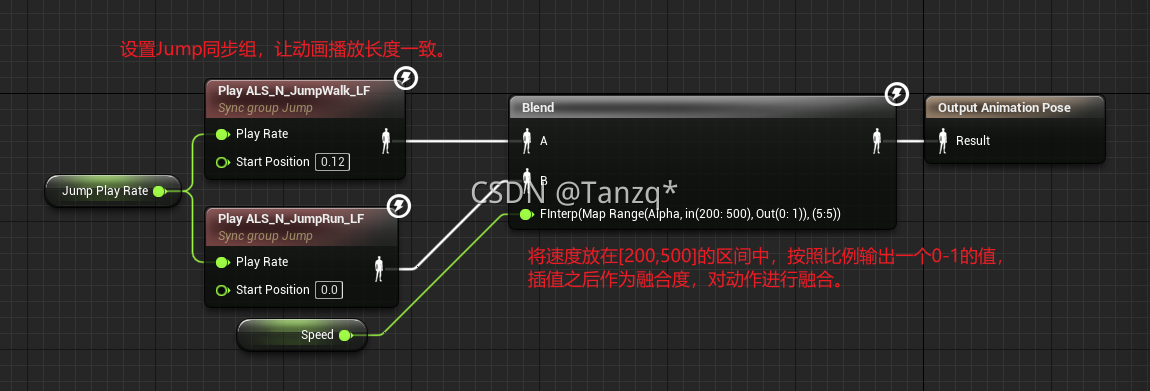 设置Jump同步组，让动画播放长度一致。
Play ALS_N_JumpWalk_LF
Sync group Jump
Play Rate
Start Position 0.12
Jump Play Rate
Play ALS_N_JumpRun_LF
Sync group Jump
Play Rate
Start Position 0.0
Speed
Blend
A
B
FInterp(Map Range(Alpha, in(200: 500), Out(0: 1)), (5:5))
Output Animation Pose
Result
CSDN @Tanzq*
将速度放在[200,500]的区间中，按照比例输出一个0-1的值，
插值之后作为融合度，对动作进行融合。